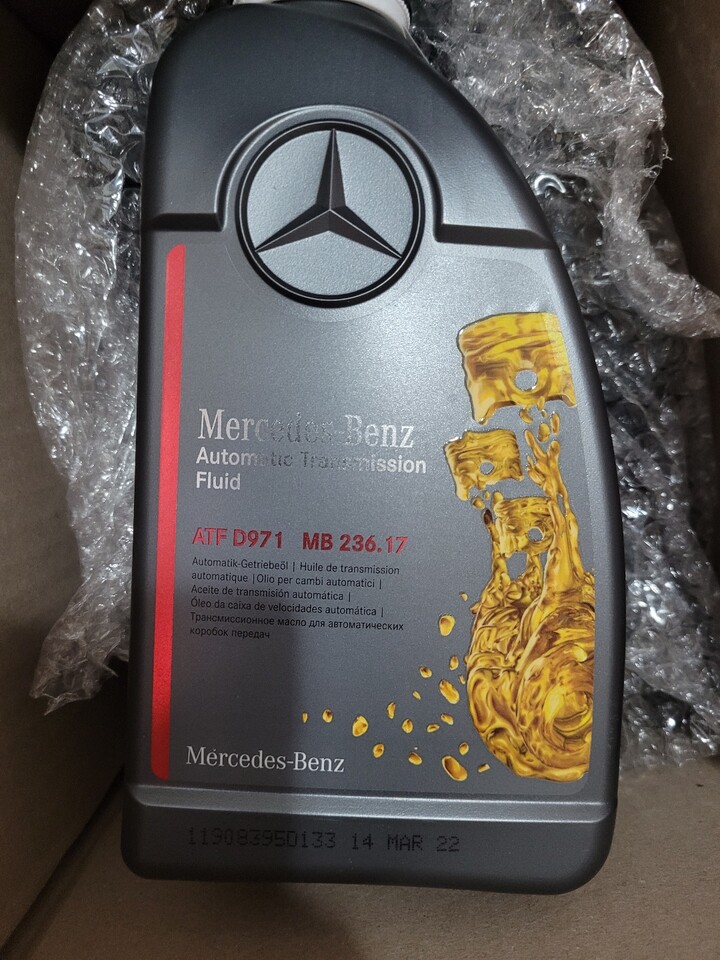 Mercedes-Benz
Automatic Transmission
Fluid
ATF D971 MB 236.17
Automatik-Getriebeöl | Huile de transmission
automatique | Olio per cambi automatici |
Aceite de transmisión automática |
Óleo da caixa de velocidades automática |
Трансмиссионное масло для автоматических
коробок передач
Mercedes-Benz
11908395D133 14 MAR 22